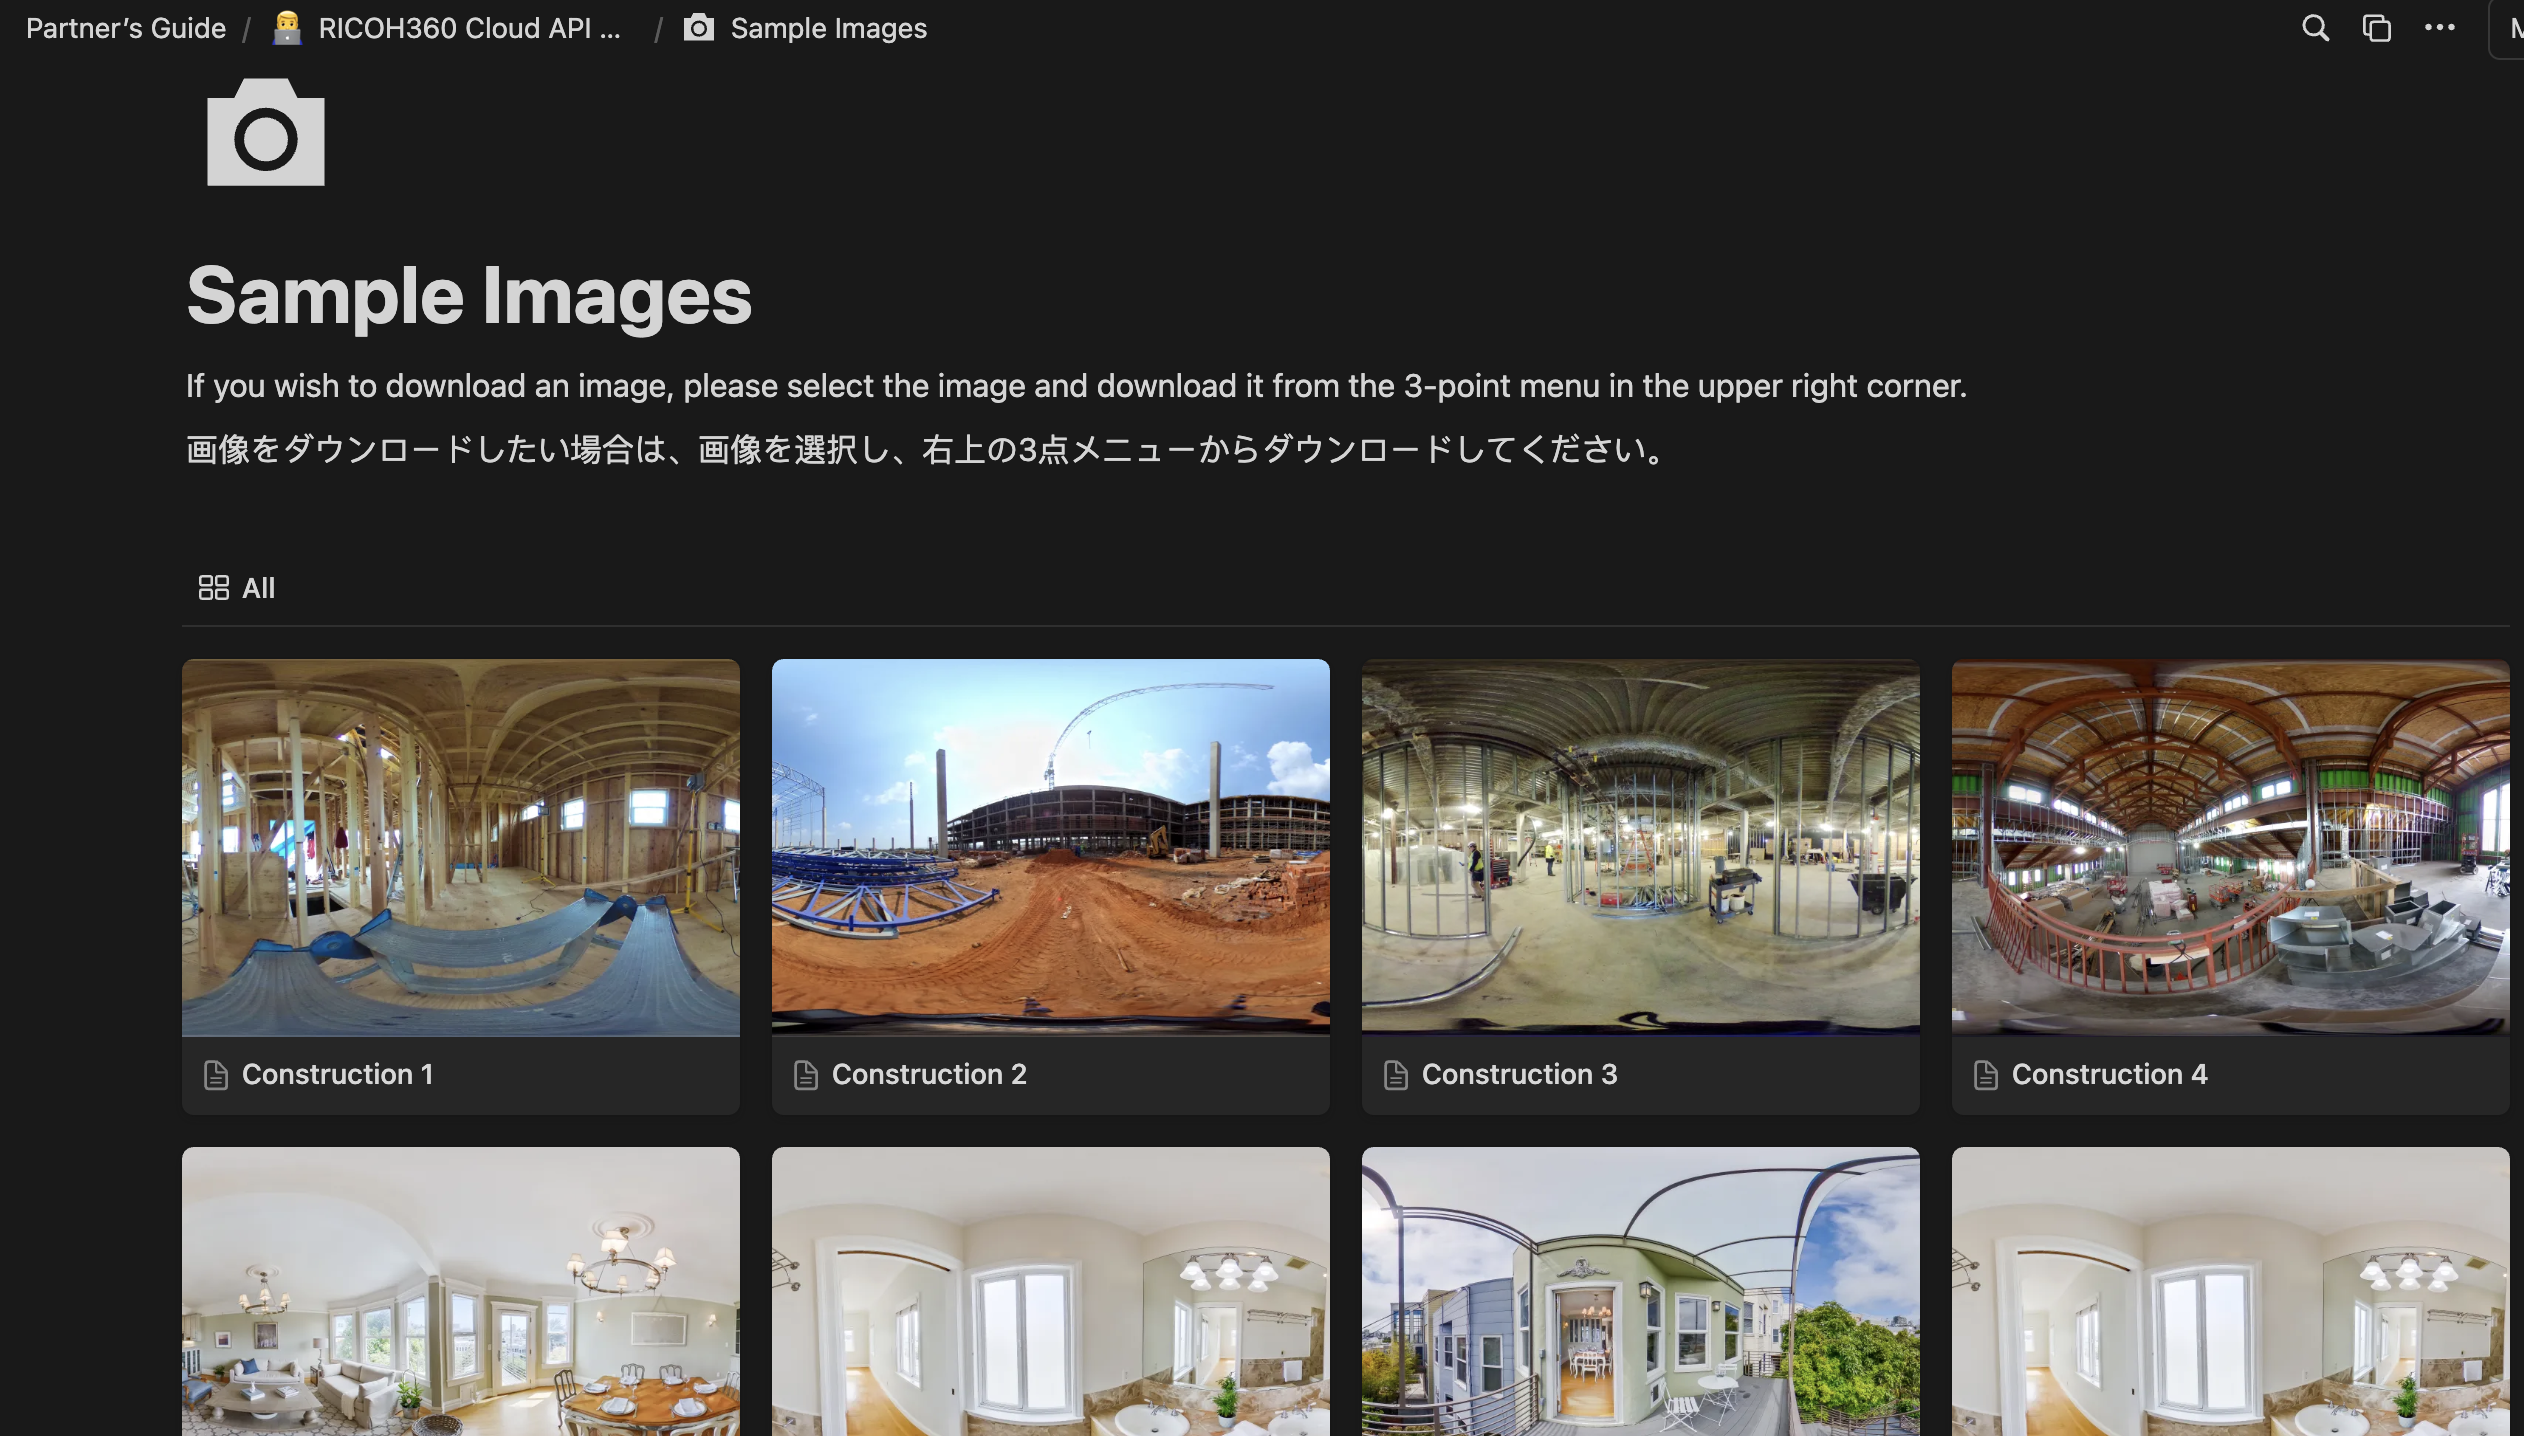 Partner's Guide / RICOH360 Cloud API ... / Sample Images
Sample Images
If you wish to download an image, please select the image and download it from the 3-point menu in the upper right corner.
画像をダウンロードしたい場合は、画像を選択し、右上の3点メニューからダウンロードしてください。
All
Construction 1
Construction 2
Construction 3
Construction 4